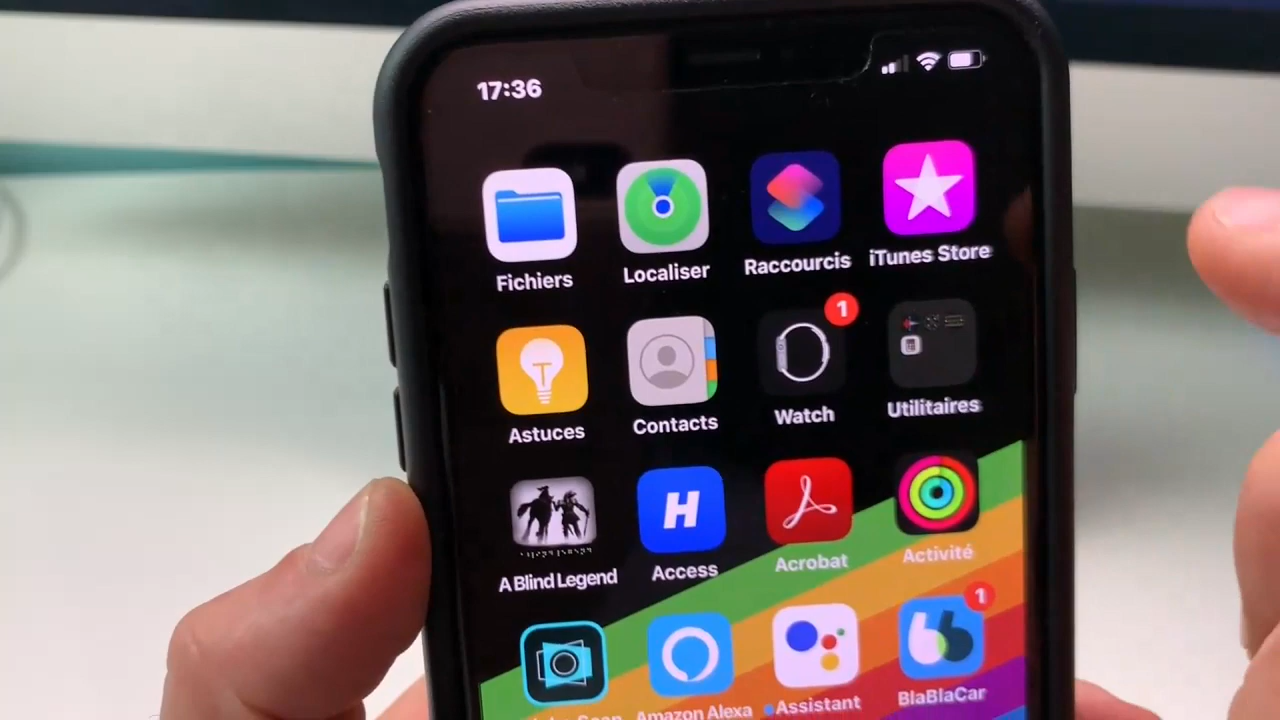 17:36
Fichiers
Localiser
Raccourcis
iTunes Store
1
Astuces
Contacts
Watch
Utilitaires
H
A Blind Legend
Access
Acrobat
Activité
1
Scan
Amazon Alexa
Assistant
BlaBlaCar